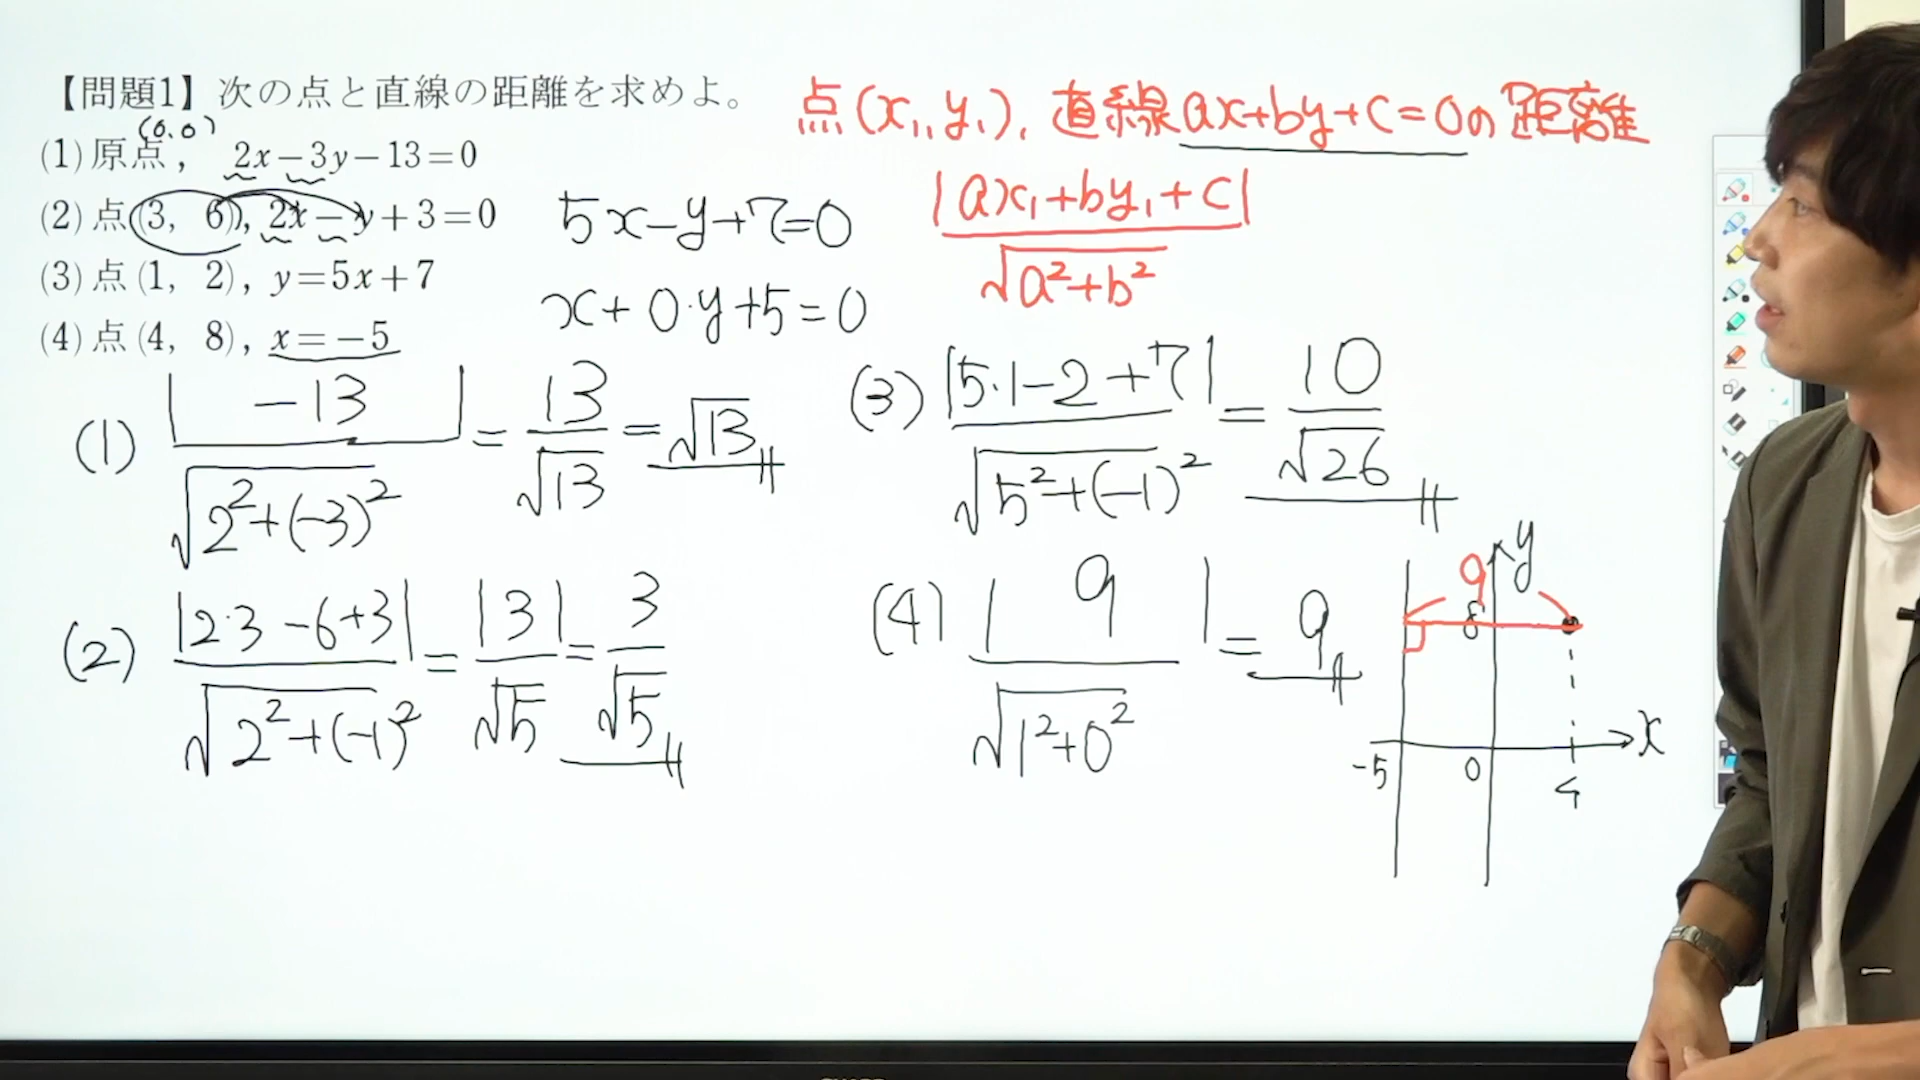 【問題1】次の点と直線の距離を求めよ。
(0,0)
(1) 原点, 2x－3y－13=0
(2) 点(3, 6), 2x－y+3=0
(3) 点(1, 2), y=5x+7
(4) 点(4, 8), x=－5
5x－y+7=0
x+0・y+5=0
点(x₁,y₁), 直線ax+by+c=0の距離
|ax₁+by₁+c|/√(a²+b²)
(1) |－13|/√(2²+(－3)²) = 13/√13 = √13
(2) |2・3－6+3|/√(2²+(－1)²) = |3|/√5 = 3/√5
(3) |5・1－2+7|/√(5²+(－1)²) = 10/√26
(4) |9|/√(1²+0²) = 9
y
9
8
x
-5
0
4